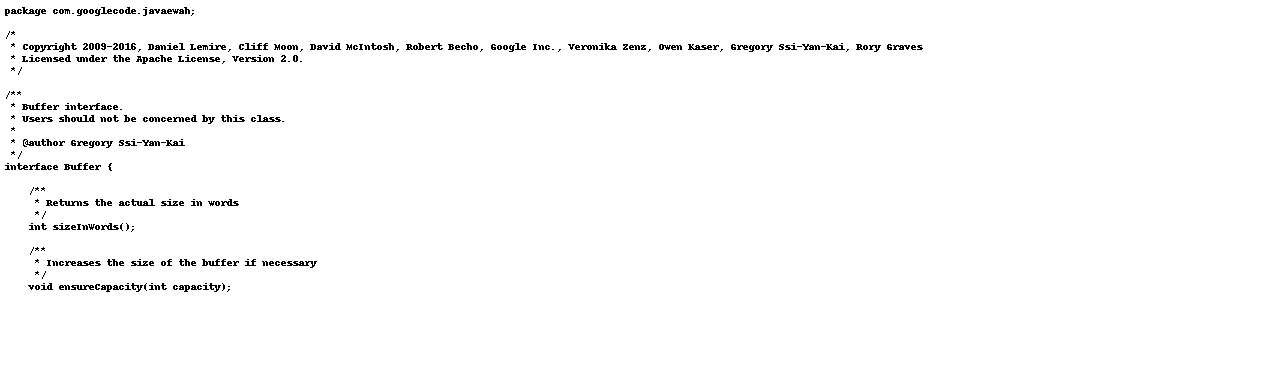 package com.googlecode.javaewah;

/*
 * Copyright 2009-2016, Daniel Lemire, Cliff Moon, David McIntosh, Robert Becho, Google Inc., Veronika Zenz, Owen Kaser, Gregory Ssi-Yan-Kai, Rory Graves
 * Licensed under the Apache License, Version 2.0.
 */

/**
 * Buffer interface.
 * Users should not be concerned by this class.
 *
 * @author Gregory Ssi-Yan-Kai
 */
interface Buffer {

    /**
     * Returns the actual size in words
     */
    int sizeInWords();

    /**
     * Increases the size of the buffer if necessary
     */
    void ensureCapacity(int capacity);